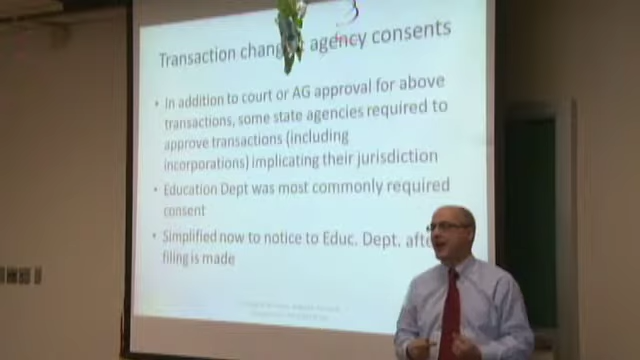 Transaction chang agency consents
• In addition to court or AG approval for above
transactions, some state agencies required to
approve transactions (including
incorporations) implicating their jurisdiction
• Education Dept was most commonly required
consent
• Simplified now to notice to Educ. Dept. after
filing is made